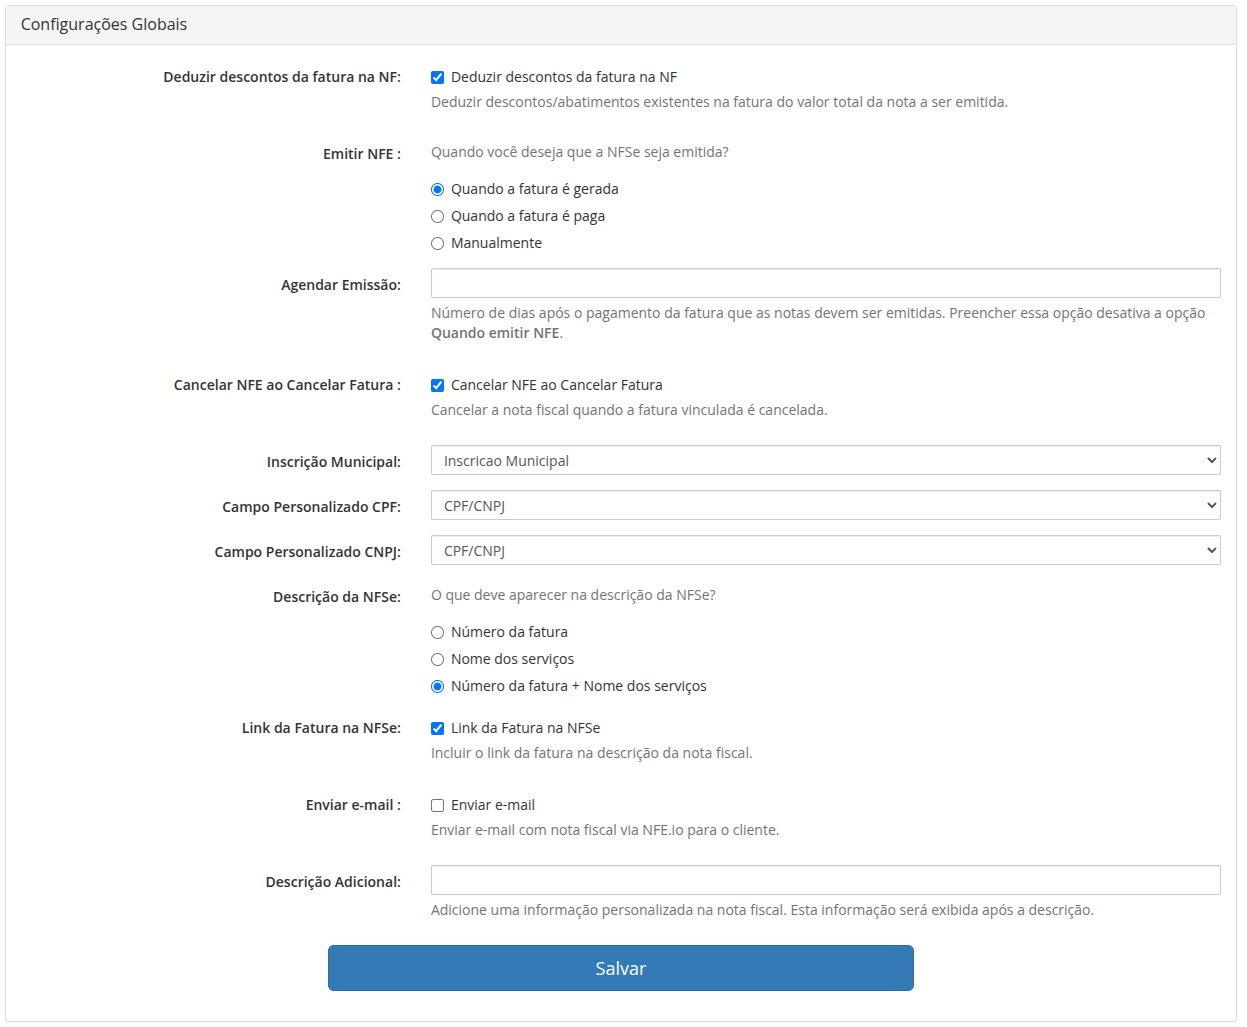 Configurações Globais
Deduzir descontos da fatura na NF:
Deduzir descontos da fatura na NF
Deduzir descontos/abatimentos existentes na fatura do valor total da nota a ser emitida.
Emitir NFE :
Quando você deseja que a NFSe seja emitida?
Quando a fatura é gerada
Quando a fatura é paga
Manualmente
Agendar Emissão:
Número de dias após o pagamento da fatura que as notas devem ser emitidas. Preencher essa opção desativa a opção
Quando emitir NFE.
Cancelar NFE ao Cancelar Fatura :
Cancelar NFE ao Cancelar Fatura
Cancelar a nota fiscal quando a fatura vinculada é cancelada.
Inscrição Municipal:
Inscricao Municipal
Campo Personalizado CPF:
CPF/CNPJ
Campo Personalizado CNPJ:
CPF/CNPJ
Descrição da NFSe:
O que deve aparecer na descrição da NFSe?
Número da fatura
Nome dos serviços
Número da fatura + Nome dos serviços
Link da Fatura na NFSe:
Link da Fatura na NFSe
Incluir o link da fatura na descrição da nota fiscal.
Enviar e-mail :
Enviar e-mail
Enviar e-mail com nota fiscal via NFE.io para o cliente.
Descrição Adicional:
Adicione uma informação personalizada na nota fiscal. Esta informação será exibida após a descrição.
Salvar